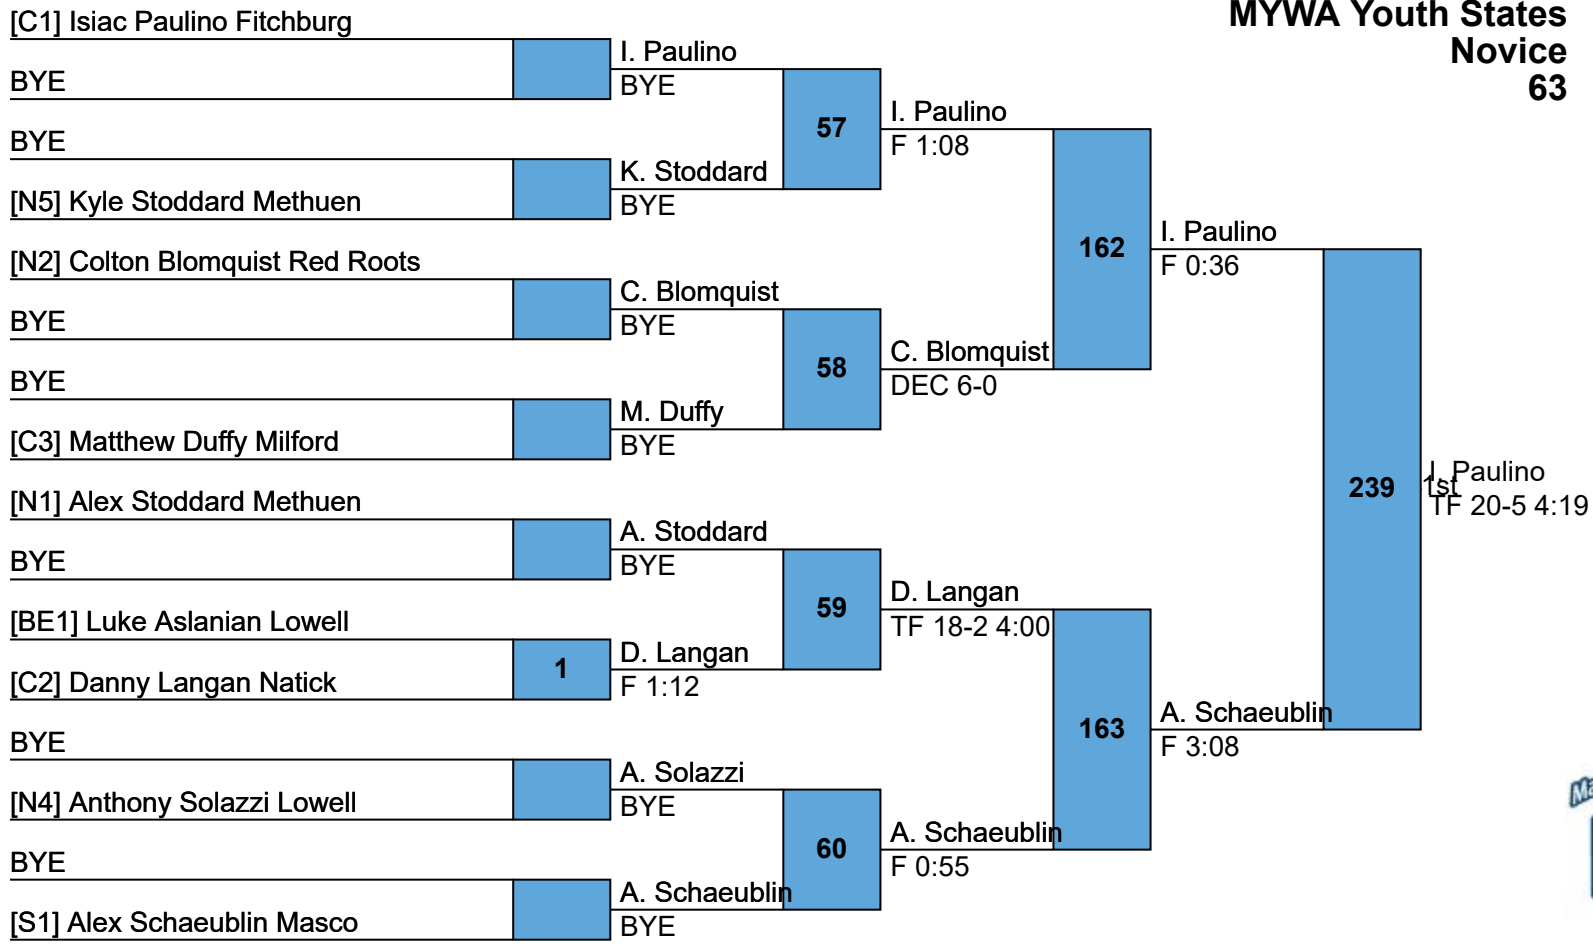 MYWA Youth States
Novice
63
[C1] Isiac Paulino Fitchburg
BYE
BYE
[N5] Kyle Stoddard Methuen
[N2] Colton Blomquist Red Roots
BYE
BYE
[C3] Matthew Duffy Milford
[N1] Alex Stoddard Methuen
BYE
[BE1] Luke Aslanian Lowell
1
[C2] Danny Langan Natick
BYE
[N4] Anthony Solazzi Lowell
BYE
[S1] Alex Schaeublin Masco
I. Paulino
BYE
57
K. Stoddard
BYE
C. Blomquist
BYE
58
M. Duffy
BYE
A. Stoddard
BYE
59
D. Langan
F 1:12
A. Solazzi
BYE
60
A. Schaeublin
BYE
I. Paulino
F 1:08
162
C. Blomquist
DEC 6-0
D. Langan
TF 18-2 4:00
163
A. Schaeublin
F 0:55
I. Paulino
F 0:36
239
A. Schaeublin
F 3:08
I. Paulino
1st
TF 20-5 4:19